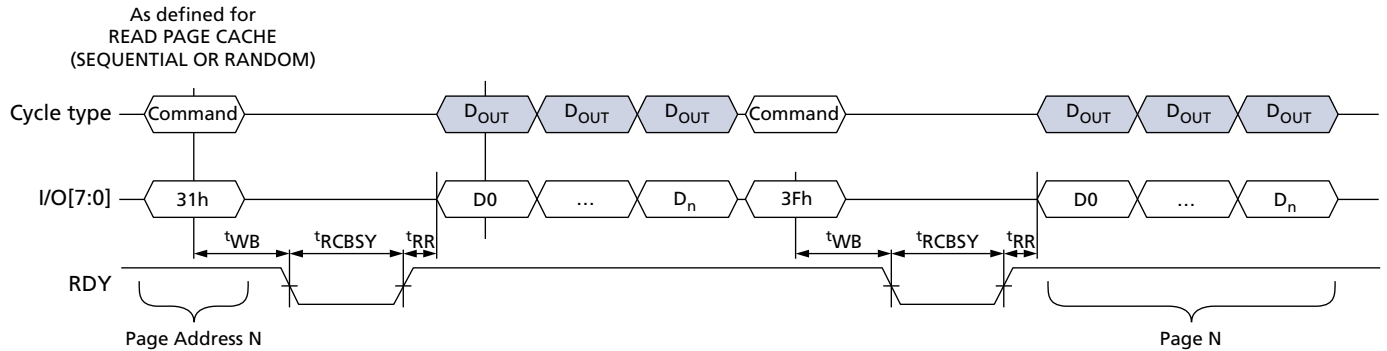 As defined for
READ PAGE CACHE
(SEQUENTIAL OR RANDOM)
Cycle type Command DOUT DOUT DOUT Command DOUT DOUT DOUT
I/O[7:0] 31h D0 … Dn 3Fh D0 … Dn
tWB tRCBSY tRR tWB tRCBSY tRR
RDY
Page Address N Page N